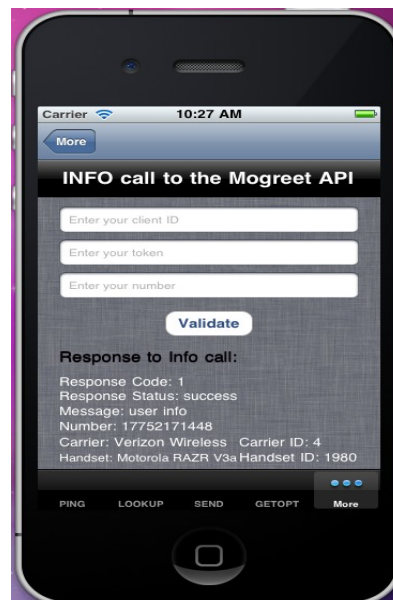 Carrier 10:27 AM
More
INFO call to the Mogreet API
Enter your client ID
Enter your token
Enter your number
Validate
Response to Info call:
Response Code: 1
Response Status: success
Message: user info
Number: 17752171448
Carrier: Verizon Wireless Carrier ID: 4
Handset: Motorola RAZR V3a Handset ID: 1980
PING LOOKUP SEND GETOPT More